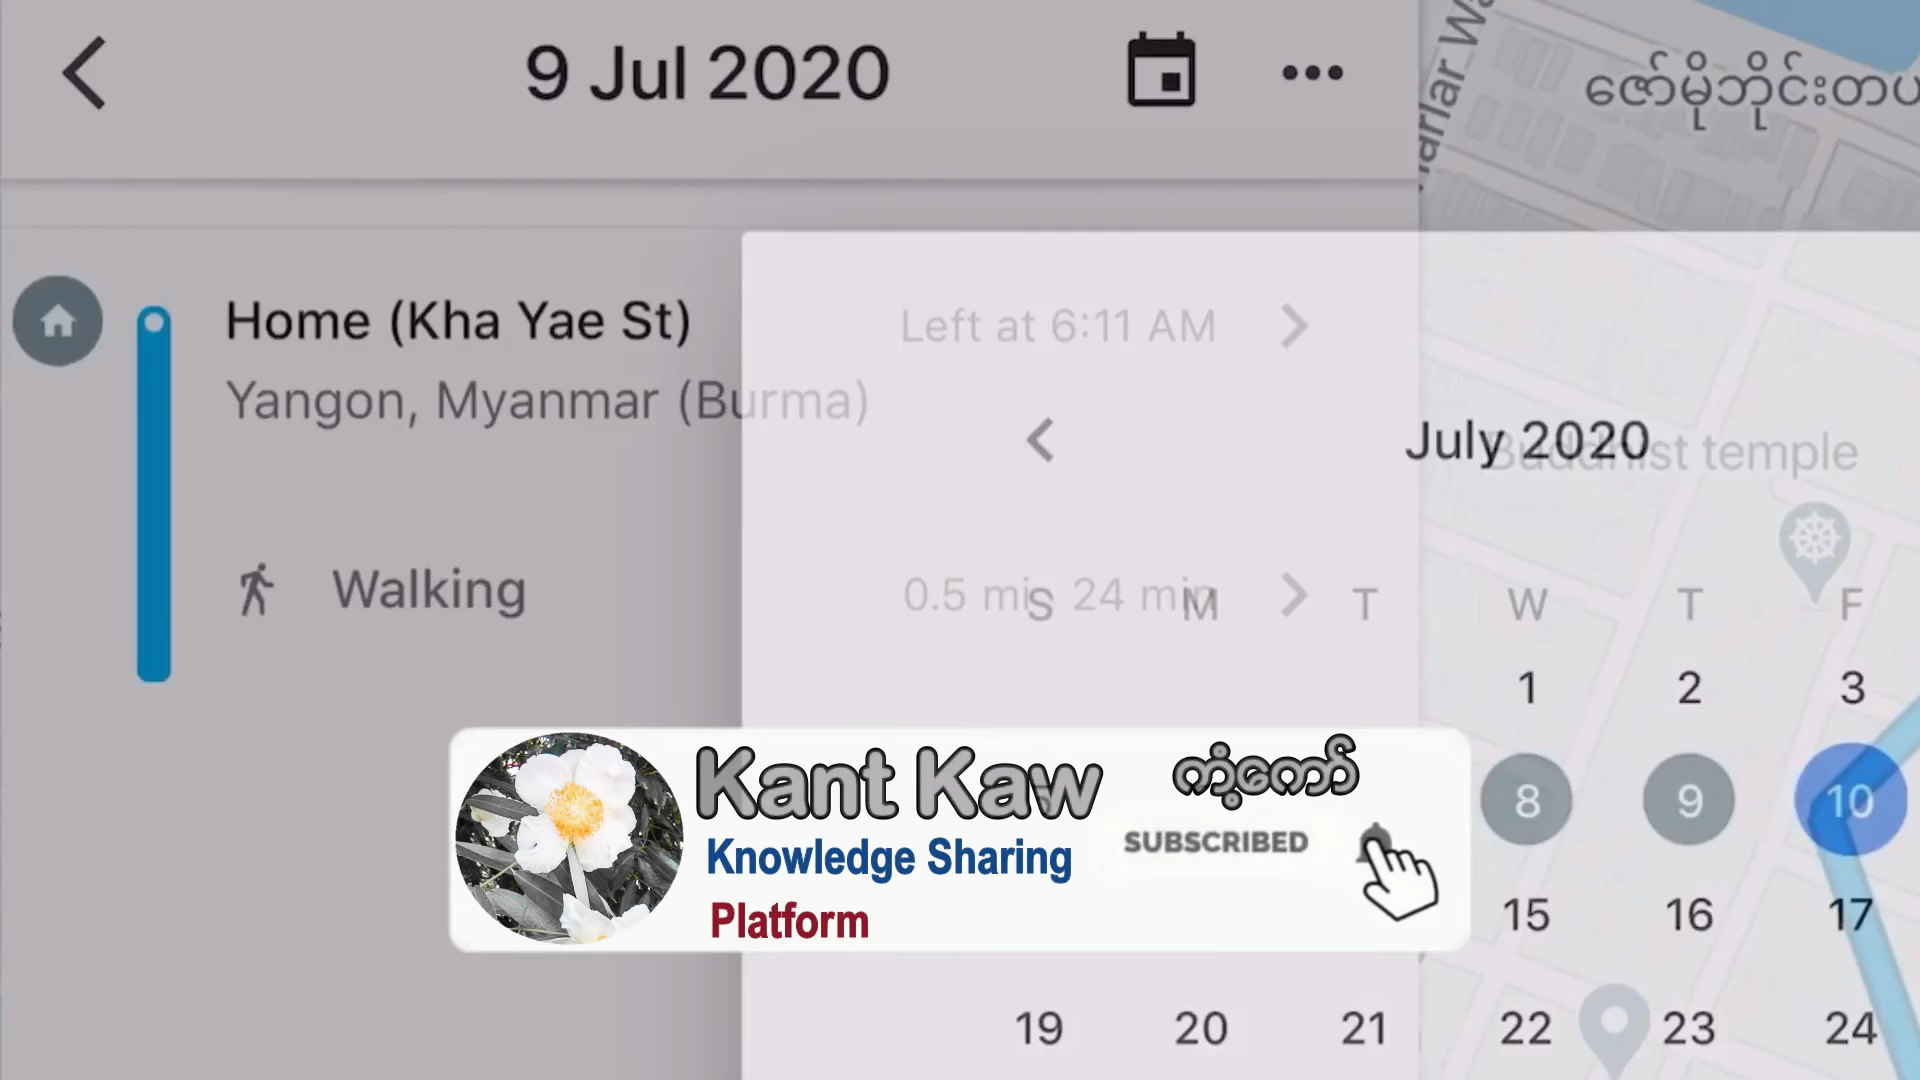 9 Jul 2020
ဇော်မိုဘိုင်းတ
Home (Kha Yae St)
Left at 6:11 AM
Yangon, Myanmar (Burma)
July 2020
Buddhist temple
Walking
0.5 mi, 24 min
S M T W T F
1 2 3
Kant Kaw ကံ့ကော်
Knowledge Sharing
SUBSCRIBED
Platform
8 9 10
15 16 17
19 20 21 22 23 24